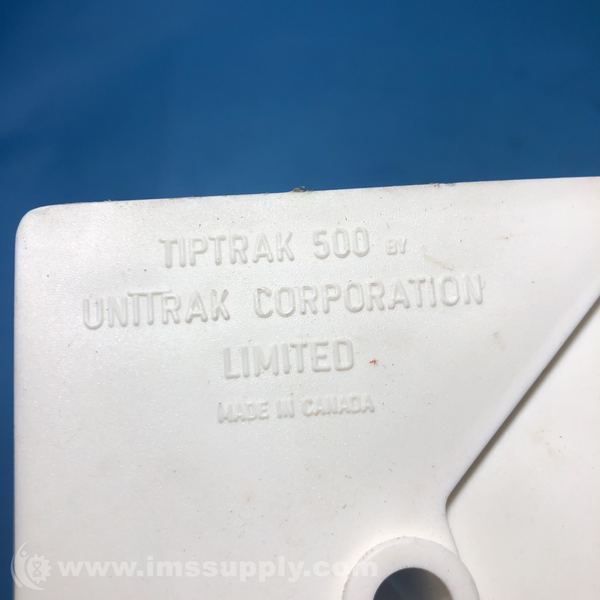 TIPTRAK 500 BY
UNITRAK CORPORATION
LIMITED
MADE IN CANADA
www.imssupply.com